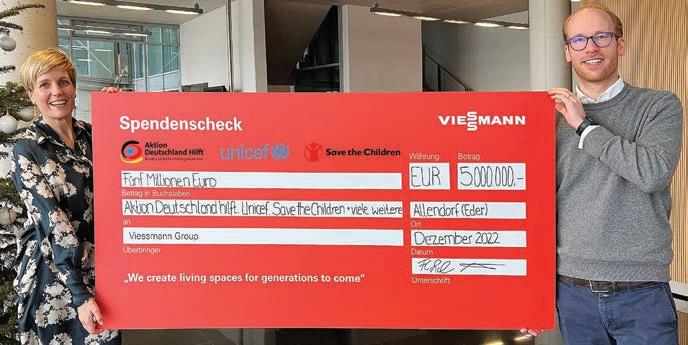 Spendenscheck
VIESSMANN
Aktion
Deutschland Hilft
unicef
Save the Children
Währung
Betrag
Fünf Millionen Euro
EUR
5.000.000,-
Betrag in Buchstaben
Aktion Deutschland hilft. Unicef. Save the Children + viele weitere
Allendorf (Eder)
an
Ort
Viessmann Group
Dezember 2022
Überbringer
Datum
„We create living spaces for generations to come“
Unterschrift